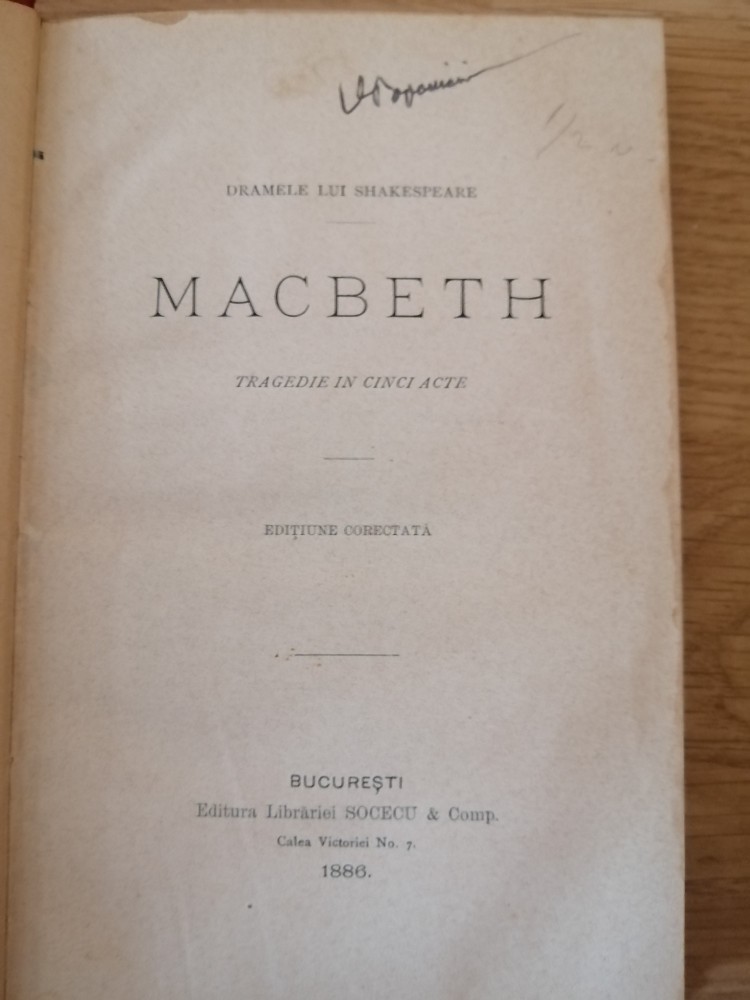 DRAMELE LUI SHAKESPEARE
MACBETH
TRAGEDIE IN CINCI ACTE
EDIȚIUNE CORECTATĂ
BUCUREȘTI
Editura Librăriei SOCECU & Comp.
Calea Victoriei No. 7.
1886.